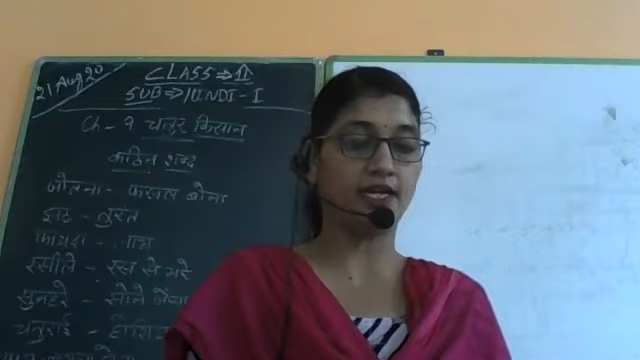 21 Aug 20
CLASS ⇒ II
SUB ⇒ HINDI - I
Ch - 9 चतुर किसान
कठिन शब्द
जोतना - फसल बोना
झट - तुरंत
फायदा - लाभ
रसीले - रस से भरे
सुनहरे - सोने जैसा
चतुराई -